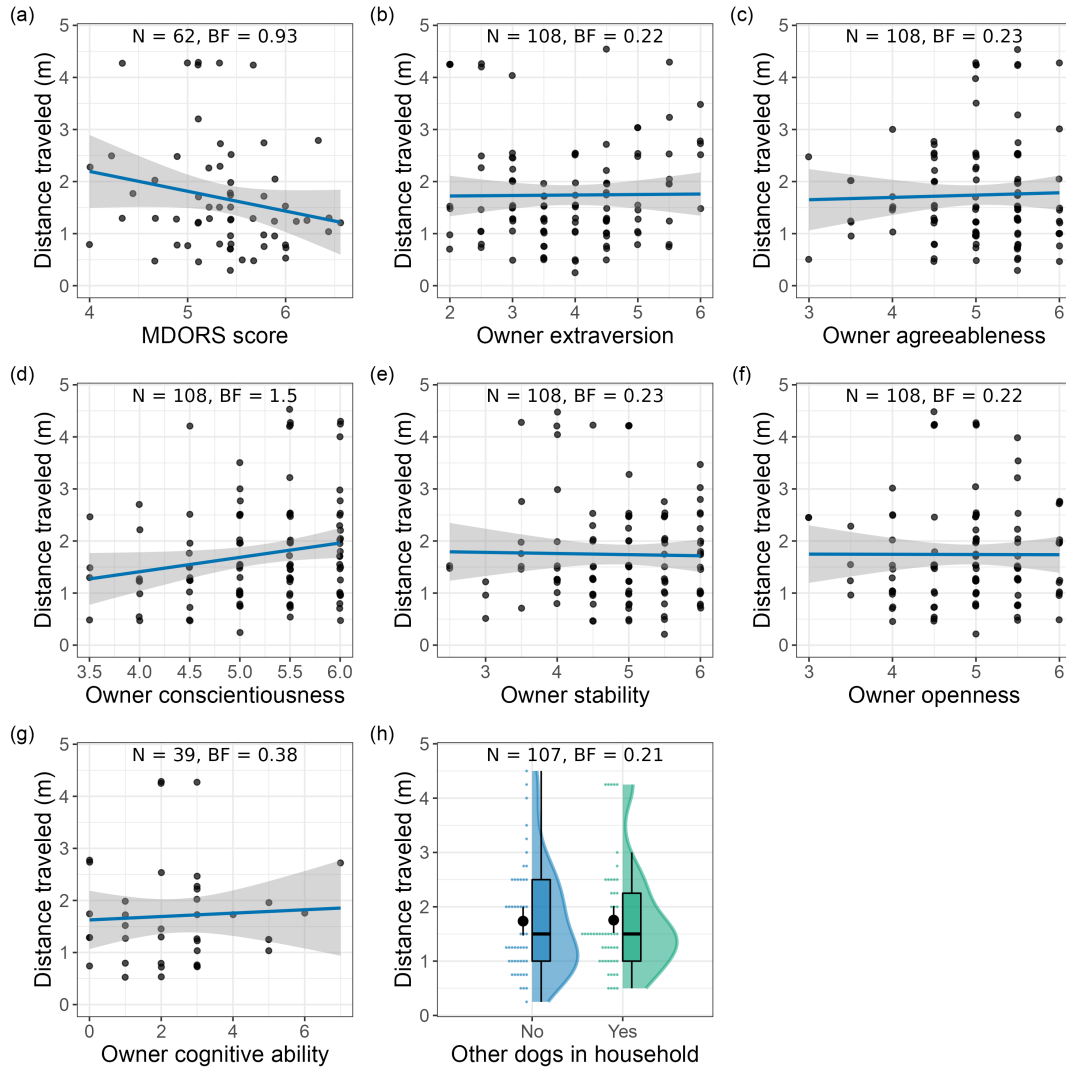 (a)
N = 62, BF = 0.93
5
4
3
2
1
0
Distance traveled (m)
4 5 6
MDORS score
(b)
N = 108, BF = 0.22
5
4
3
2
1
0
Distance traveled (m)
2 3 4 5 6
Owner extraversion
(c)
N = 108, BF = 0.23
5
4
3
2
1
0
Distance traveled (m)
3 4 5 6
Owner agreeableness
(d)
N = 108, BF = 1.5
5
4
3
2
1
0
Distance traveled (m)
3.5 4.0 4.5 5.0 5.5 6.0
Owner conscientiousness
(e)
N = 108, BF = 0.23
5
4
3
2
1
0
Distance traveled (m)
3 4 5 6
Owner stability
(f)
N = 108, BF = 0.22
5
4
3
2
1
0
Distance traveled (m)
3 4 5 6
Owner openness
(g)
N = 39, BF = 0.38
5
4
3
2
1
0
Distance traveled (m)
0 2 4 6
Owner cognitive ability
(h)
N = 107, BF = 0.21
5
4
3
2
1
0
Distance traveled (m)
No Yes
Other dogs in household